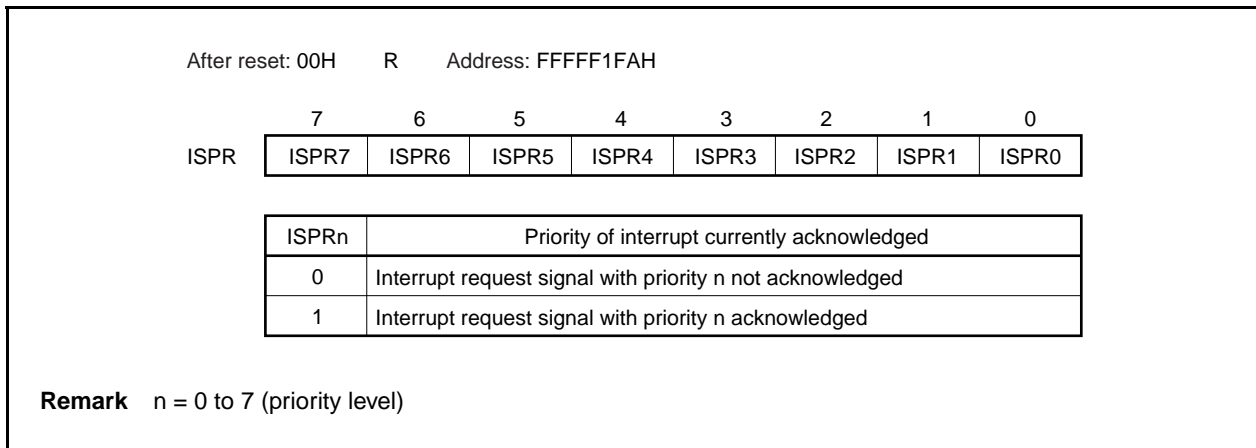 After reset: 00H R Address: FFFFF1FAH
7 6 5 4 3 2 1 0
ISPR ISPR7 ISPR6 ISPR5 ISPR4 ISPR3 ISPR2 ISPR1 ISPR0
ISPRn Priority of interrupt currently acknowledged
0 Interrupt request signal with priority n not acknowledged
1 Interrupt request signal with priority n acknowledged
Remark n = 0 to 7 (priority level)